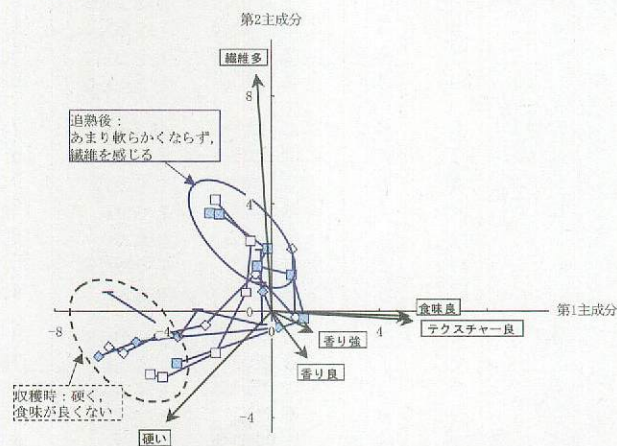 第2主成分
繊維多
8
追熟後：
あまり軟らかくならず,
繊維を感じる
4
食味良
第1主成分
-8
-4
0
4
8
テクスチャー良
香り強
香り良
収穫時：硬く,
食味が良くない
-4
硬い